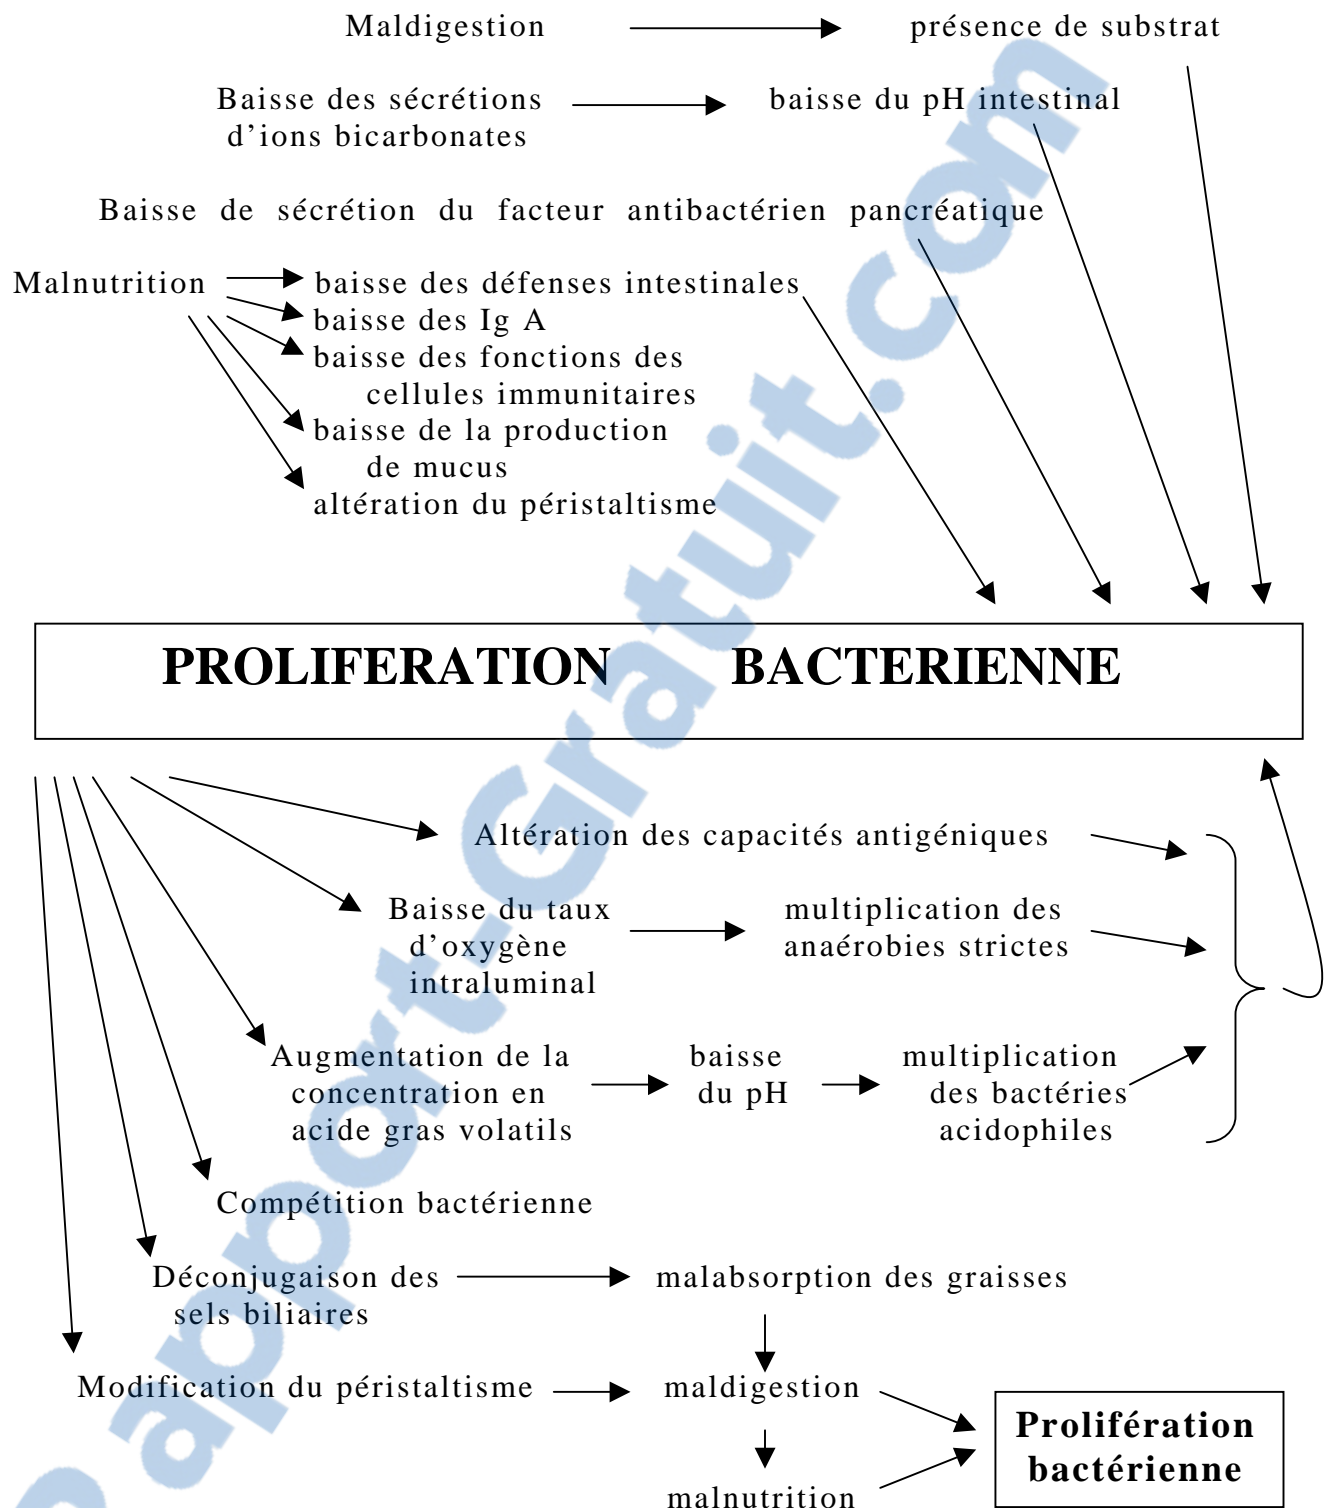 Maldigestion présence de substrat
Baisse des sécrétions baisse du pH intestinal
d'ions bicarbonates
Baisse de sécrétion du facteur antibactérien pancréatique
Malnutrition baisse des défenses intestinales
baisse des Ig A
baisse des fonctions des
cellules immunitaires
baisse de la production
de mucus
altération du péristaltisme
PROLIFERATION BACTERIENNE
Altération des capacités antigéniques
Baisse du taux multiplication des
d'oxygène anaérobies strictes
intraluminal
Augmentation de la baisse multiplication
concentration en du pH des bactéries
acide gras volatils acidophiles
Compétition bactérienne
Déconjugaison des malabsorption des graisses
sels biliaires
Modification du péristaltisme maldigestion
Prolifération
bactérienne
malnutrition
Rapport-Gratuit.com